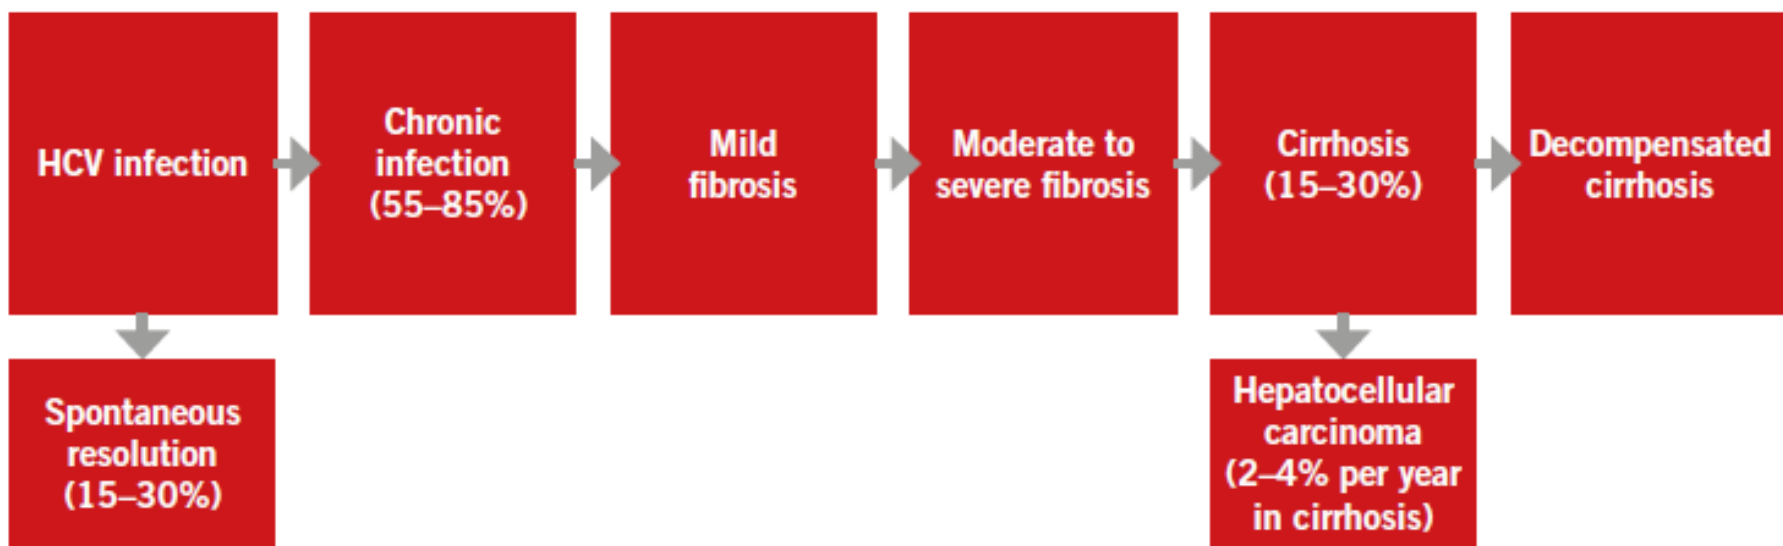 HCV infection
Chronic
infection
(55–85%)
Mild
fibrosis
Moderate to
severe fibrosis
Cirrhosis
(15–30%)
Decompensated
cirrhosis
Spontaneous
resolution
(15–30%)
Hepatocellular
carcinoma
(2–4% per year
in cirrhosis)